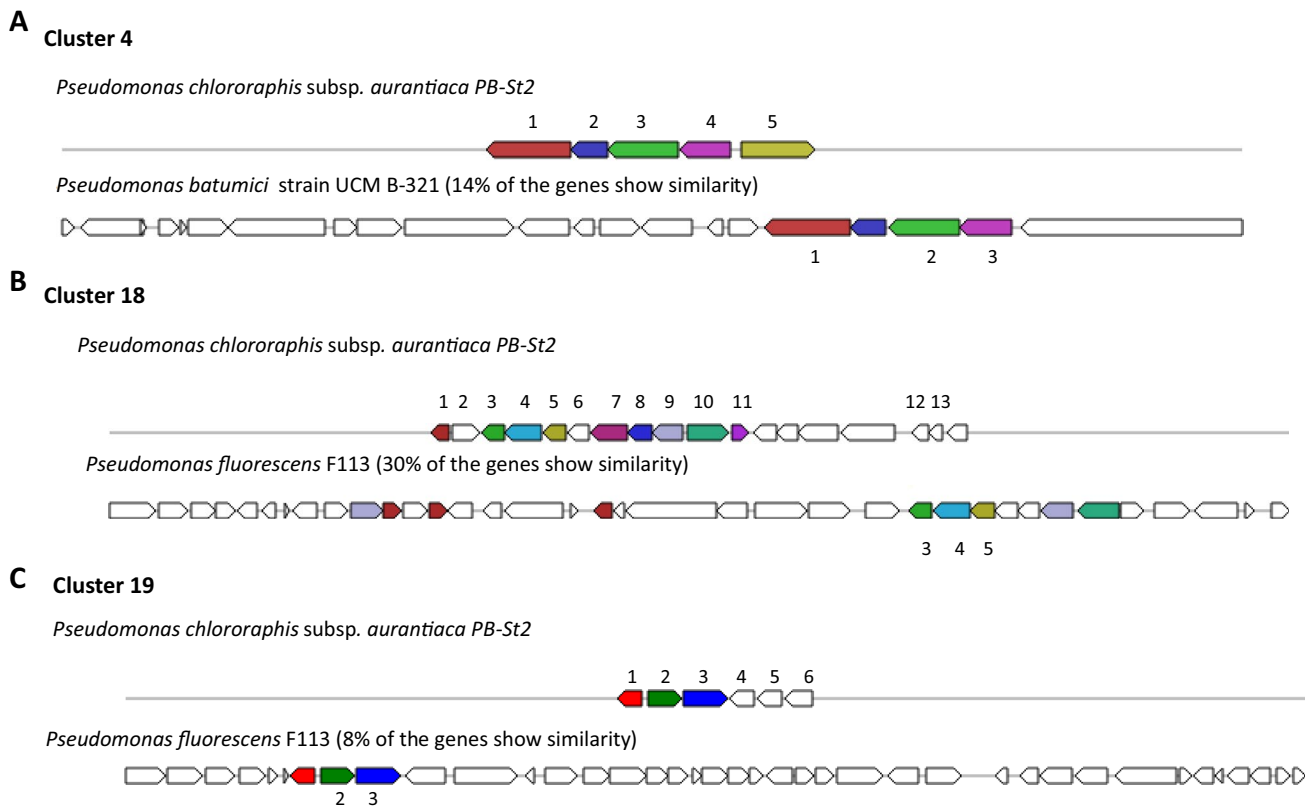 A
Cluster 4
Pseudomonas chlororaphis subsp. aurantiaca PB-St2
1 2 3 4 5
Pseudomonas batumici strain UCM B-321 (14% of the genes show similarity)
1 2 3
B
Cluster 18
Pseudomonas chlororaphis subsp. aurantiaca PB-St2
1 2 3 4 5 6 7 8 9 10 11 12 13
Pseudomonas fluorescens F113 (30% of the genes show similarity)
3 4 5
C
Cluster 19
Pseudomonas chlororaphis subsp. aurantiaca PB-St2
1 2 3 4 5 6
Pseudomonas fluorescens F113 (8% of the genes show similarity)
2 3